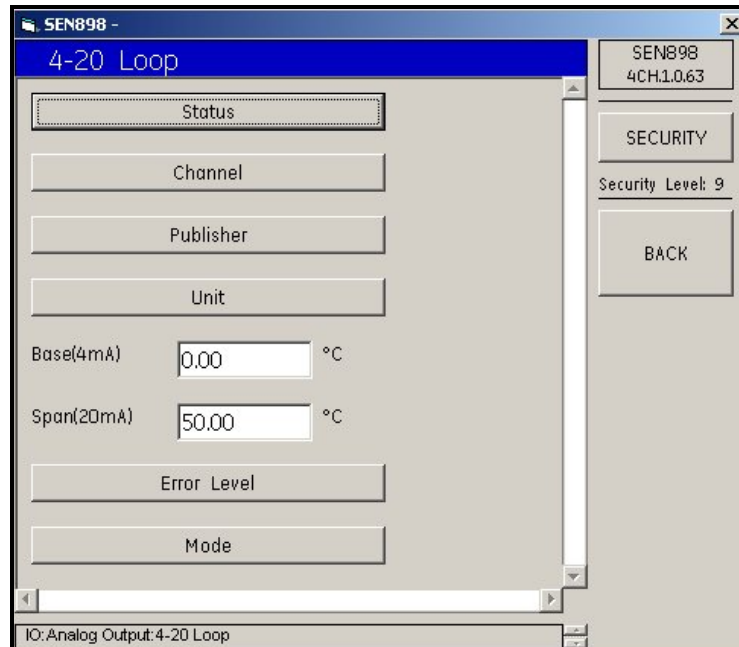 SEN898 -
4-20 Loop
Status
Channel
Publisher
Unit
Base(4mA) 0.00 °C
Span(20mA) 50.00 °C
Error Level
Mode
IO:Analog Output:4-20 Loop
SEN898
4CH.1.0.63
SECURITY
Security Level: 9
BACK